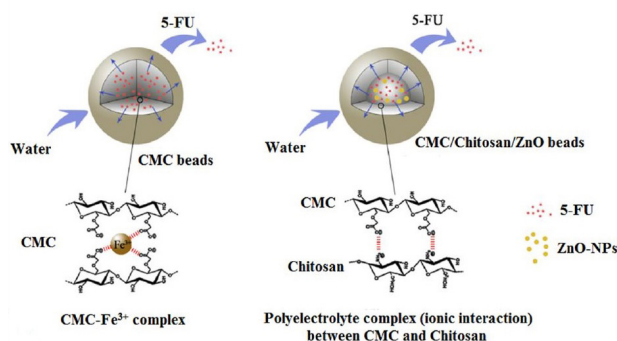 5-FU
5-FU
Water
CMC beads
Water
CMC/Chitosan/ZnO beads
CMC
CMC
Fe³⁺
CMC
Chitosan
5-FU
ZnO-NPs
CMC-Fe³⁺ complex
Polyelectrolyte complex (ionic interaction)
between CMC and Chitosan